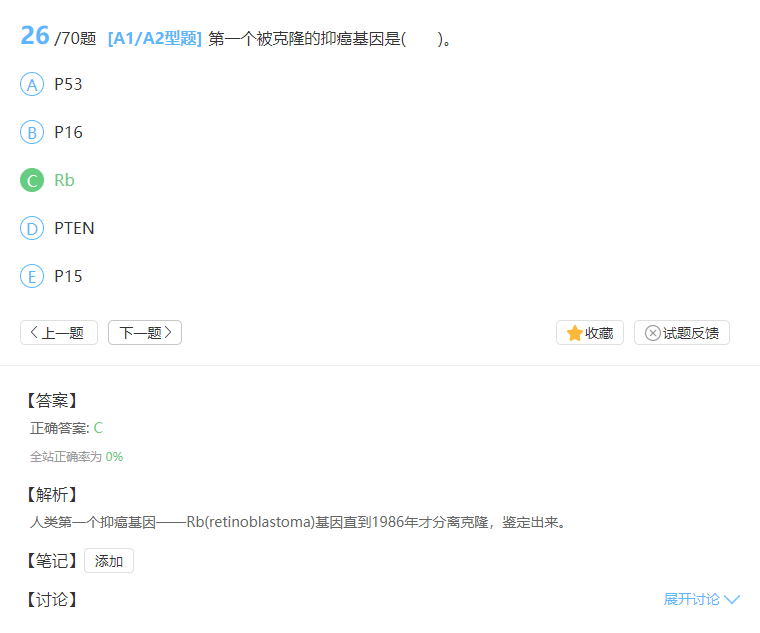 26 /70题 [A1/A2型题] 第一个被克隆的抑癌基因是(　　)。
A P53
B P16
C Rb
D PTEN
E P15
上一题 下一题 收藏 试题反馈
【答案】
正确答案: C
全站正确率为 0%
【解析】
人类第一个抑癌基因——Rb(retinoblastoma)基因直到1986年才分离克隆，鉴定出来。
【笔记】 添加
【讨论】 展开讨论